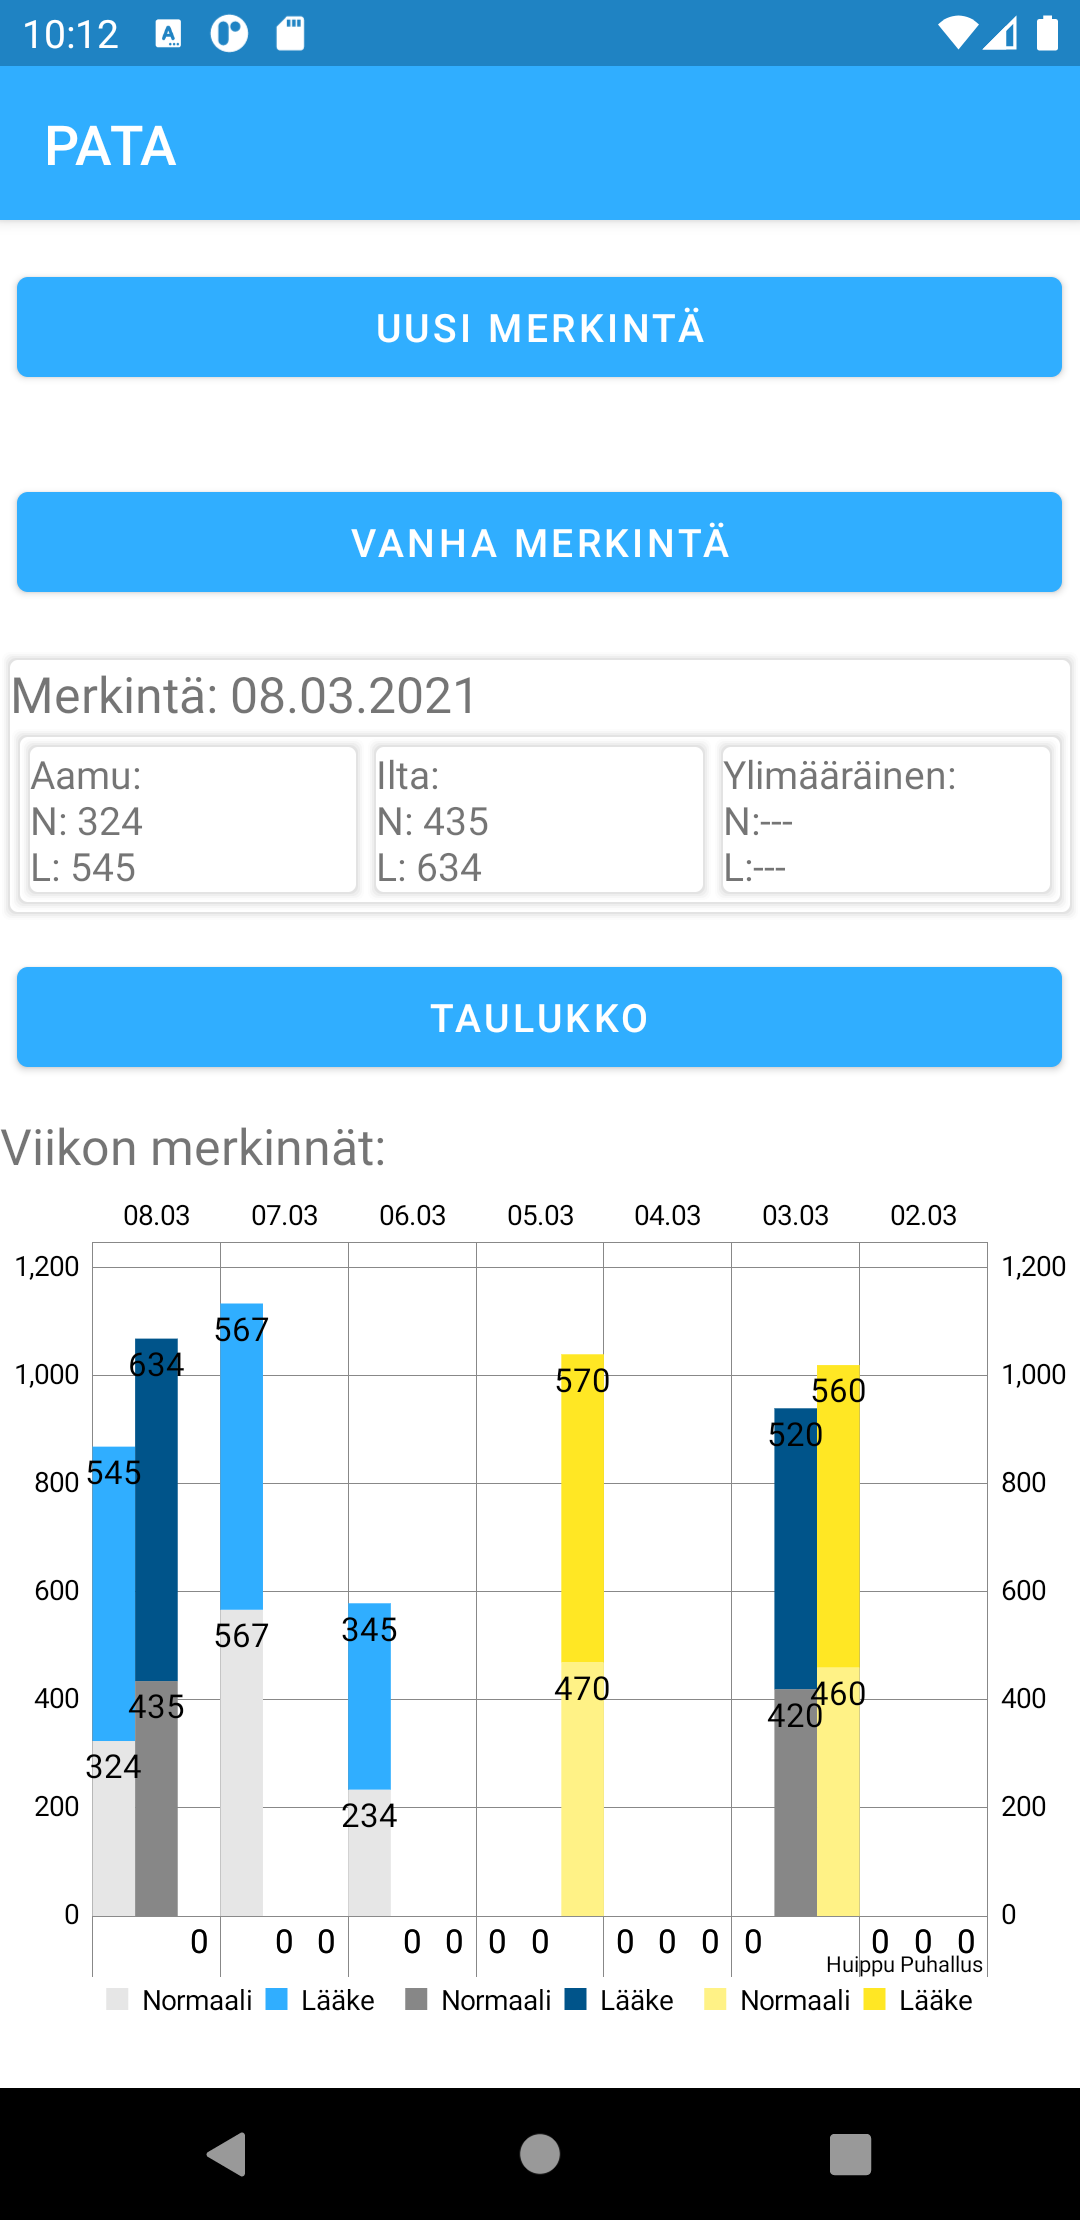 10:12
PATA
UUSI MERKINTÄ
VANHA MERKINTÄ
Merkintä: 08.03.2021
Aamu:
N: 324
L: 545
Ilta:
N: 435
L: 634
Ylimääräinen:
N:---
L:---
TAULUKKO
Viikon merkinnät:
08.03 07.03 06.03 05.03 04.03 03.03 02.03
1,200 1,200
567
634 570 560
1,000 1,000
520
545
800 800
567 345
600 600
470 460
435 420
400 400
324 234
200 200
0 0
0 0 0 0 0 0 0 0 0 0 0 0 0 0
Huippu Puhallus
Normaali Lääke Normaali Lääke Normaali Lääke